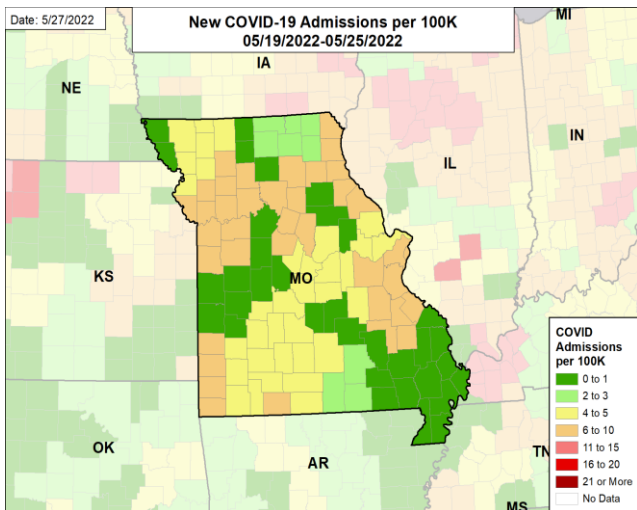 Date: 5/27/2022
New COVID-19 Admissions per 100K
05/19/2022-05/25/2022
MI
IA
NE
IL
IN
KS
MO
OK
AR
TN
MS
COVID
Admissions
per 100K
0 to 1
2 to 3
4 to 5
6 to 10
11 to 15
16 to 20
21 or More
No Data